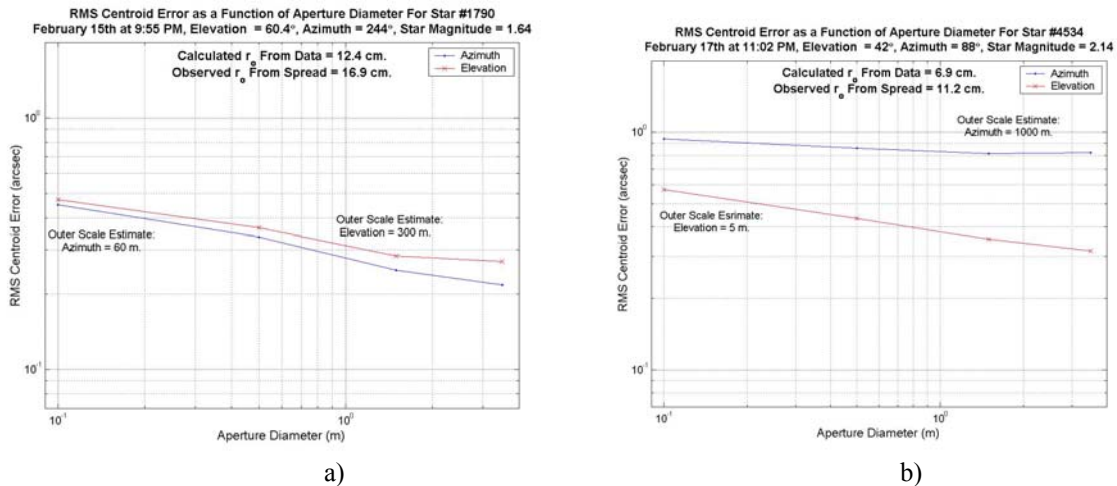 RMS Centroid Error as a Function of Aperture Diameter For Star #1790
February 15th at 9:55 PM, Elevation = 60.4°, Azimuth = 244°, Star Magnitude = 1.64
Calculated r_o From Data = 12.4 cm.
Observed r_o From Spread = 16.9 cm.
Azimuth
Elevation
10^0
10^-1
RMS Centroid Error (arcsec)
Outer Scale Estimate:
Azimuth = 60 m.
Outer Scale Estimate:
Elevation = 300 m.
10^-1
10^0
Aperture Diameter (m)
a)
RMS Centroid Error as a Function of Aperture Diameter For Star #4534
February 17th at 11:02 PM, Elevation = 42°, Azimuth = 88°, Star Magnitude = 2.14
Calculated r_o From Data = 6.9 cm.
Observed r_o From Spread = 11.2 cm.
Azimuth
Elevation
10^0
10^-1
RMS Centroid Error (arcsec)
Outer Scale Estimate:
Azimuth = 1000 m.
Outer Scale Esrimate:
Elevation = 5 m.
10^-1
10^0
Aperture Diameter (m)
b)